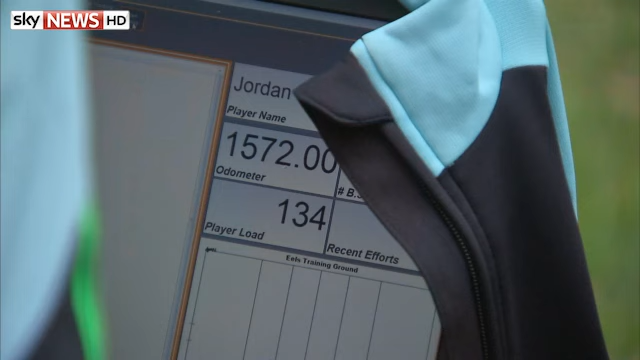 sky NEWS HD
Jordan
Player Name
1572.00
Odometer
# B.
134
Player Load
Recent Efforts
Eels Training Ground